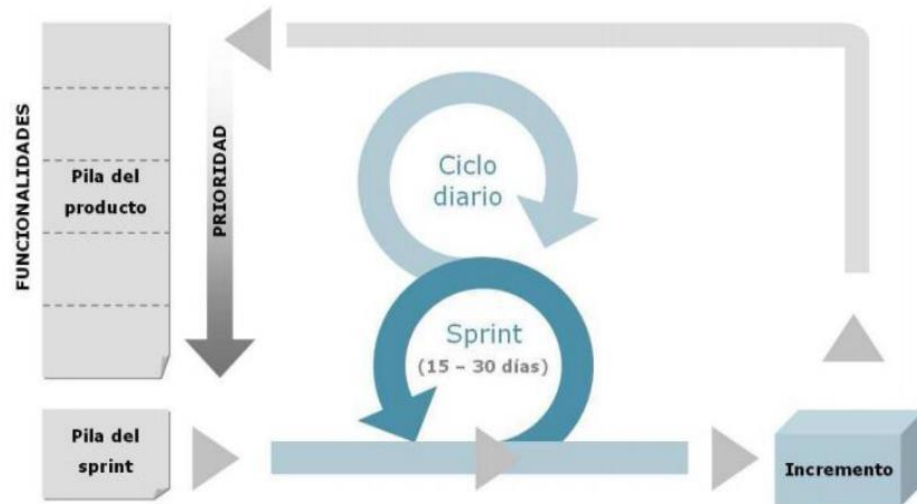 FUNCIONALIDADES
Pila del
producto
PRIORIDAD
Ciclo
diario
Sprint
(15 – 30 días)
Pila del
sprint
Incremento